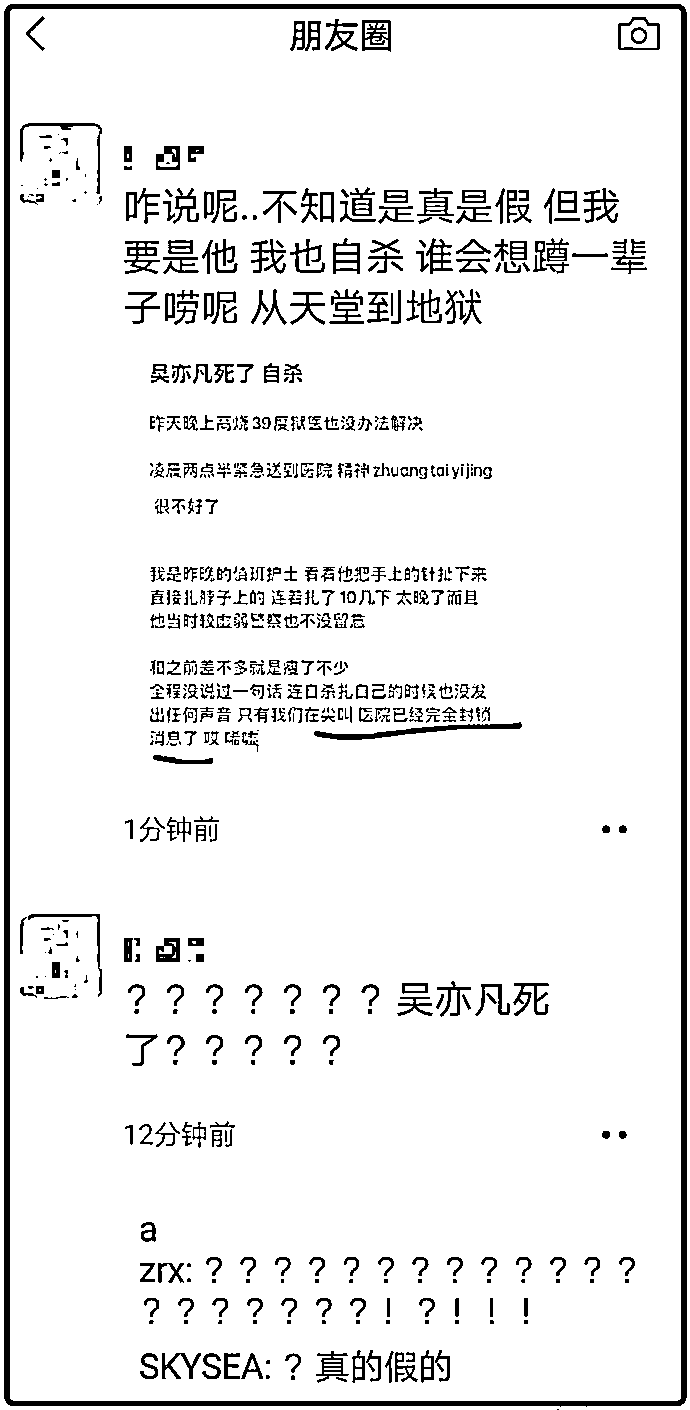 朋友圈
咋说呢..不知道是真是假 但我
要是他 我也自杀 谁会想蹲一辈
子唠呢 从天堂到地狱
吴亦凡死了 自杀
昨天晚上高烧39度狱医也没办法解决
凌晨两点半紧急送到医院 精神zhuangtaiyijing
很不好了
我是昨晚的值班护士 看着他把手上的针扯下来
直接扎脖子上的 连着扎了10几下 太晚了而且
他当时较虚弱警察也不没留意
和之前差不多就是瘦了不少
全程没说过一句话 连自杀扎自己的时候也没发
出任何声音 只有我们在尖叫 医院已经完全封锁
消息了 哎 唏嘘
1分钟前
？？？？？？？吴亦凡死
了？？？？？
12分钟前
a
zrx: ？？？？？？？？？？？？？
？？？？？？？！？！！！
SKYSEA: ？真的假的